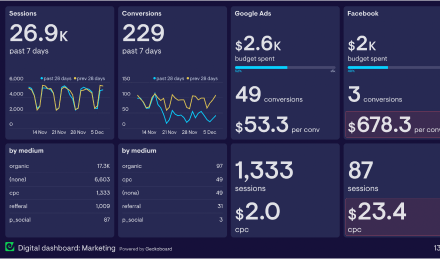 Sessions
26.9K
past 7 days
past 28 days prev 28 days
6,000
4,000
2,000
0
14 Nov 21 Nov 28 Nov 5 Dec
Conversions
229
past 7 days
past 28 days prev 28 days
150
100
50
0
14 Nov 21 Nov 28 Nov 5 Dec
Google Ads
$2.6K
budget spent
49 conversions
$53.3 per conv
Facebook
$2K
budget spent
3 conversions
$678.3 per conv
by medium
organic 17.3K
(none) 6,603
cpc 1,333
refferal 1,009
p_social 87
by medium
organic 97
cpc 49
(none) 49
referral 31
p_social 3
1,333
sessions
$2.0
cpc
87
sessions
$23.4
cpc
Digital dashboard: Marketing Powered by Geckoboard
13